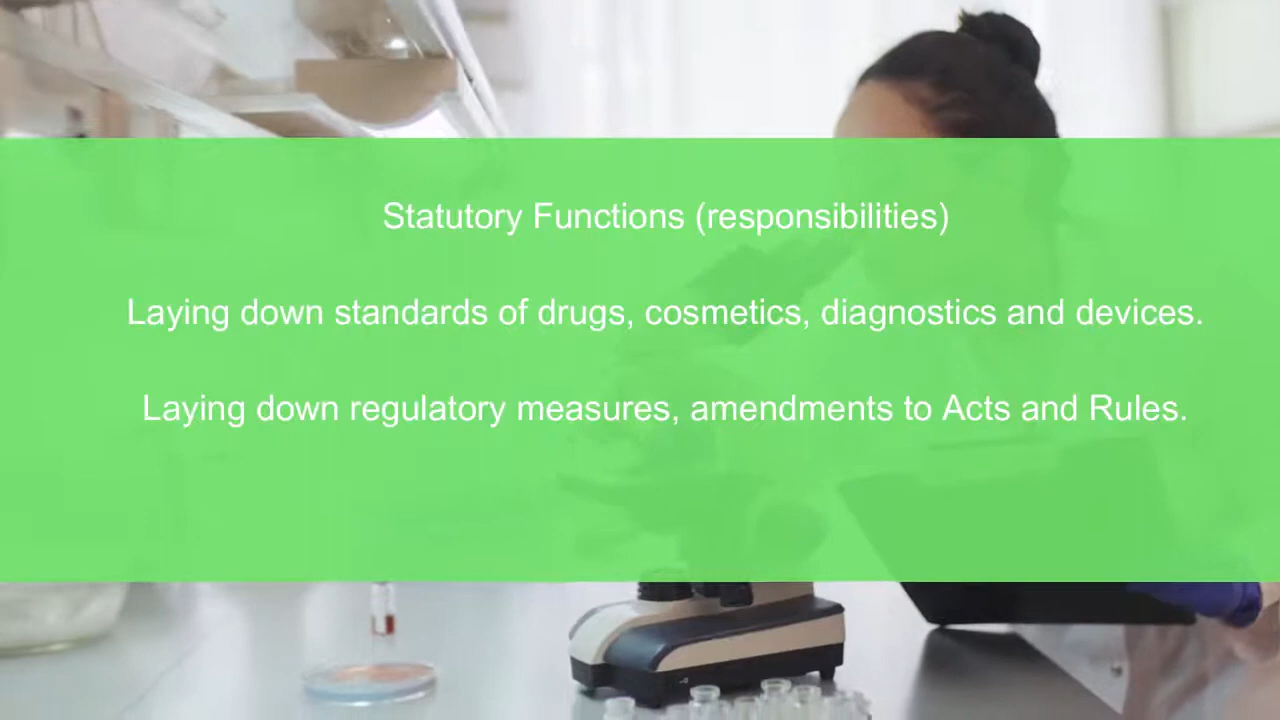 Statutory Functions (responsibilities)
Laying down standards of drugs, cosmetics, diagnostics and devices.
Laying down regulatory measures, amendments to Acts and Rules.